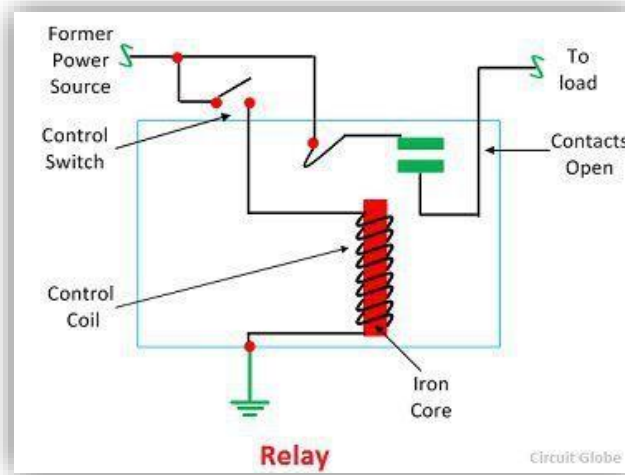 Former
Power
Source
To
load
Control
Switch
Contacts
Open
Control
Coil
Iron
Core
Relay
Circuit Globe